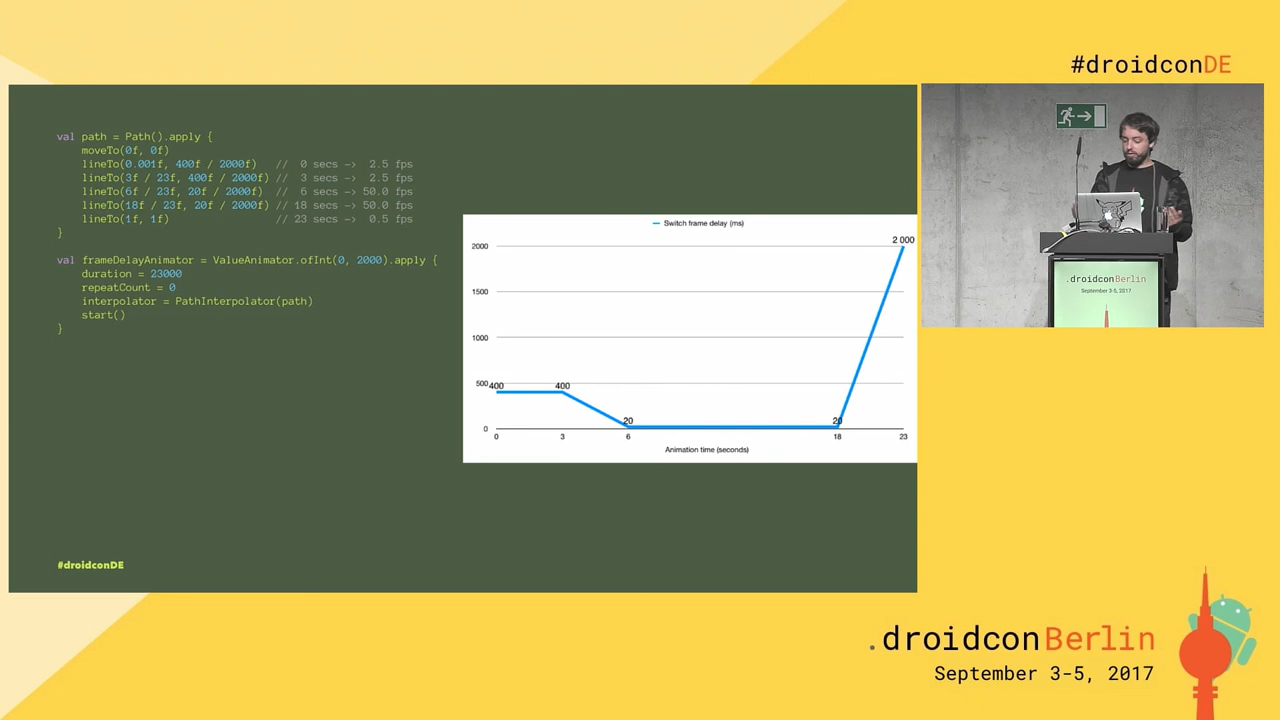 #droidconDE
val path = Path().apply {
moveTo(0f, 0f)
lineTo(0.001f, 400f / 2000f) // 0 secs -> 2.5 fps
lineTo(3f / 23f, 400f / 2000f) // 3 secs -> 2.5 fps
lineTo(6f / 23f, 20f / 2000f) // 6 secs -> 50.0 fps
lineTo(18f / 23f, 20f / 2000f) // 18 secs -> 50.0 fps
lineTo(1f, 1f) // 23 secs -> 0.5 fps
}
val frameDelayAnimator = ValueAnimator.ofInt(0, 2000).apply {
duration = 23000
repeatCount = 0
interpolator = PathInterpolator(path)
start()
}
Switch frame delay (ms)
2 000
2000
1500
1000
500
400
400
20
20
0
0 3 6 18 23
Animation time (seconds)
#droidconDE
.droidconBerlin
September 3-5, 2017
.droidconBerlin
September 3-5, 2017